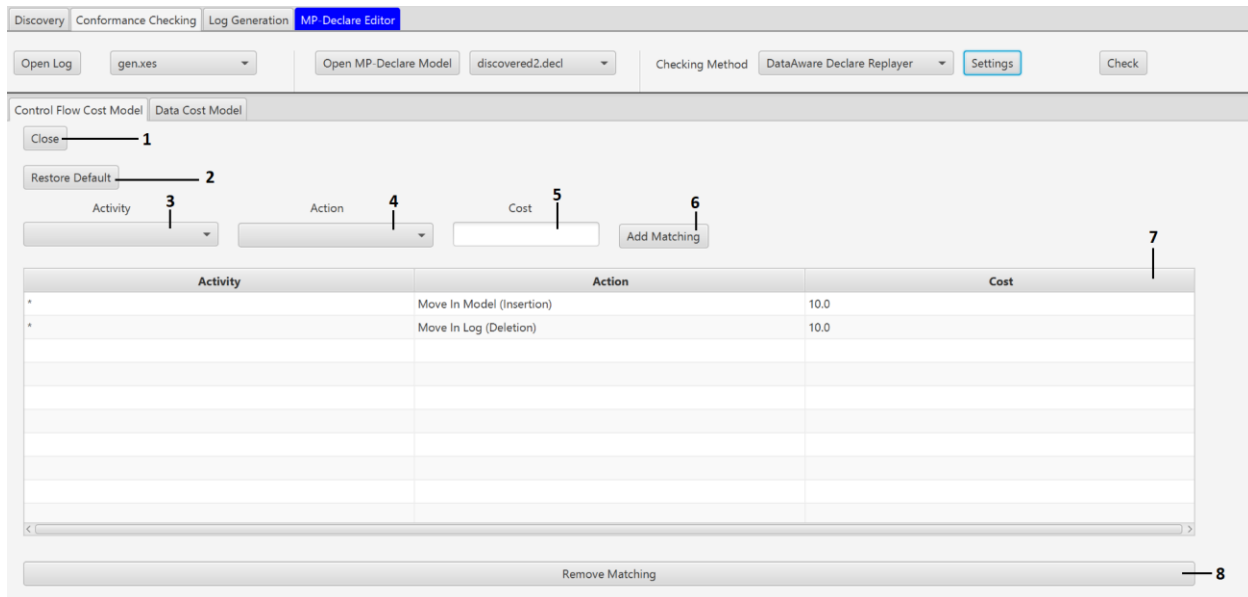 Discovery Conformance Checking Log Generation MP-Declare Editor
Open Log gen.xes Open MP-Declare Model discovered2.decl Checking Method DataAware Declare Replayer Settings Check
Control Flow Cost Model Data Cost Model
Close 1
Restore Default 2
Activity 3 Action 4 Cost 5 6
Add Matching
7
Activity Action Cost
* Move In Model (Insertion) 10.0
* Move In Log (Deletion) 10.0
Remove Matching 8